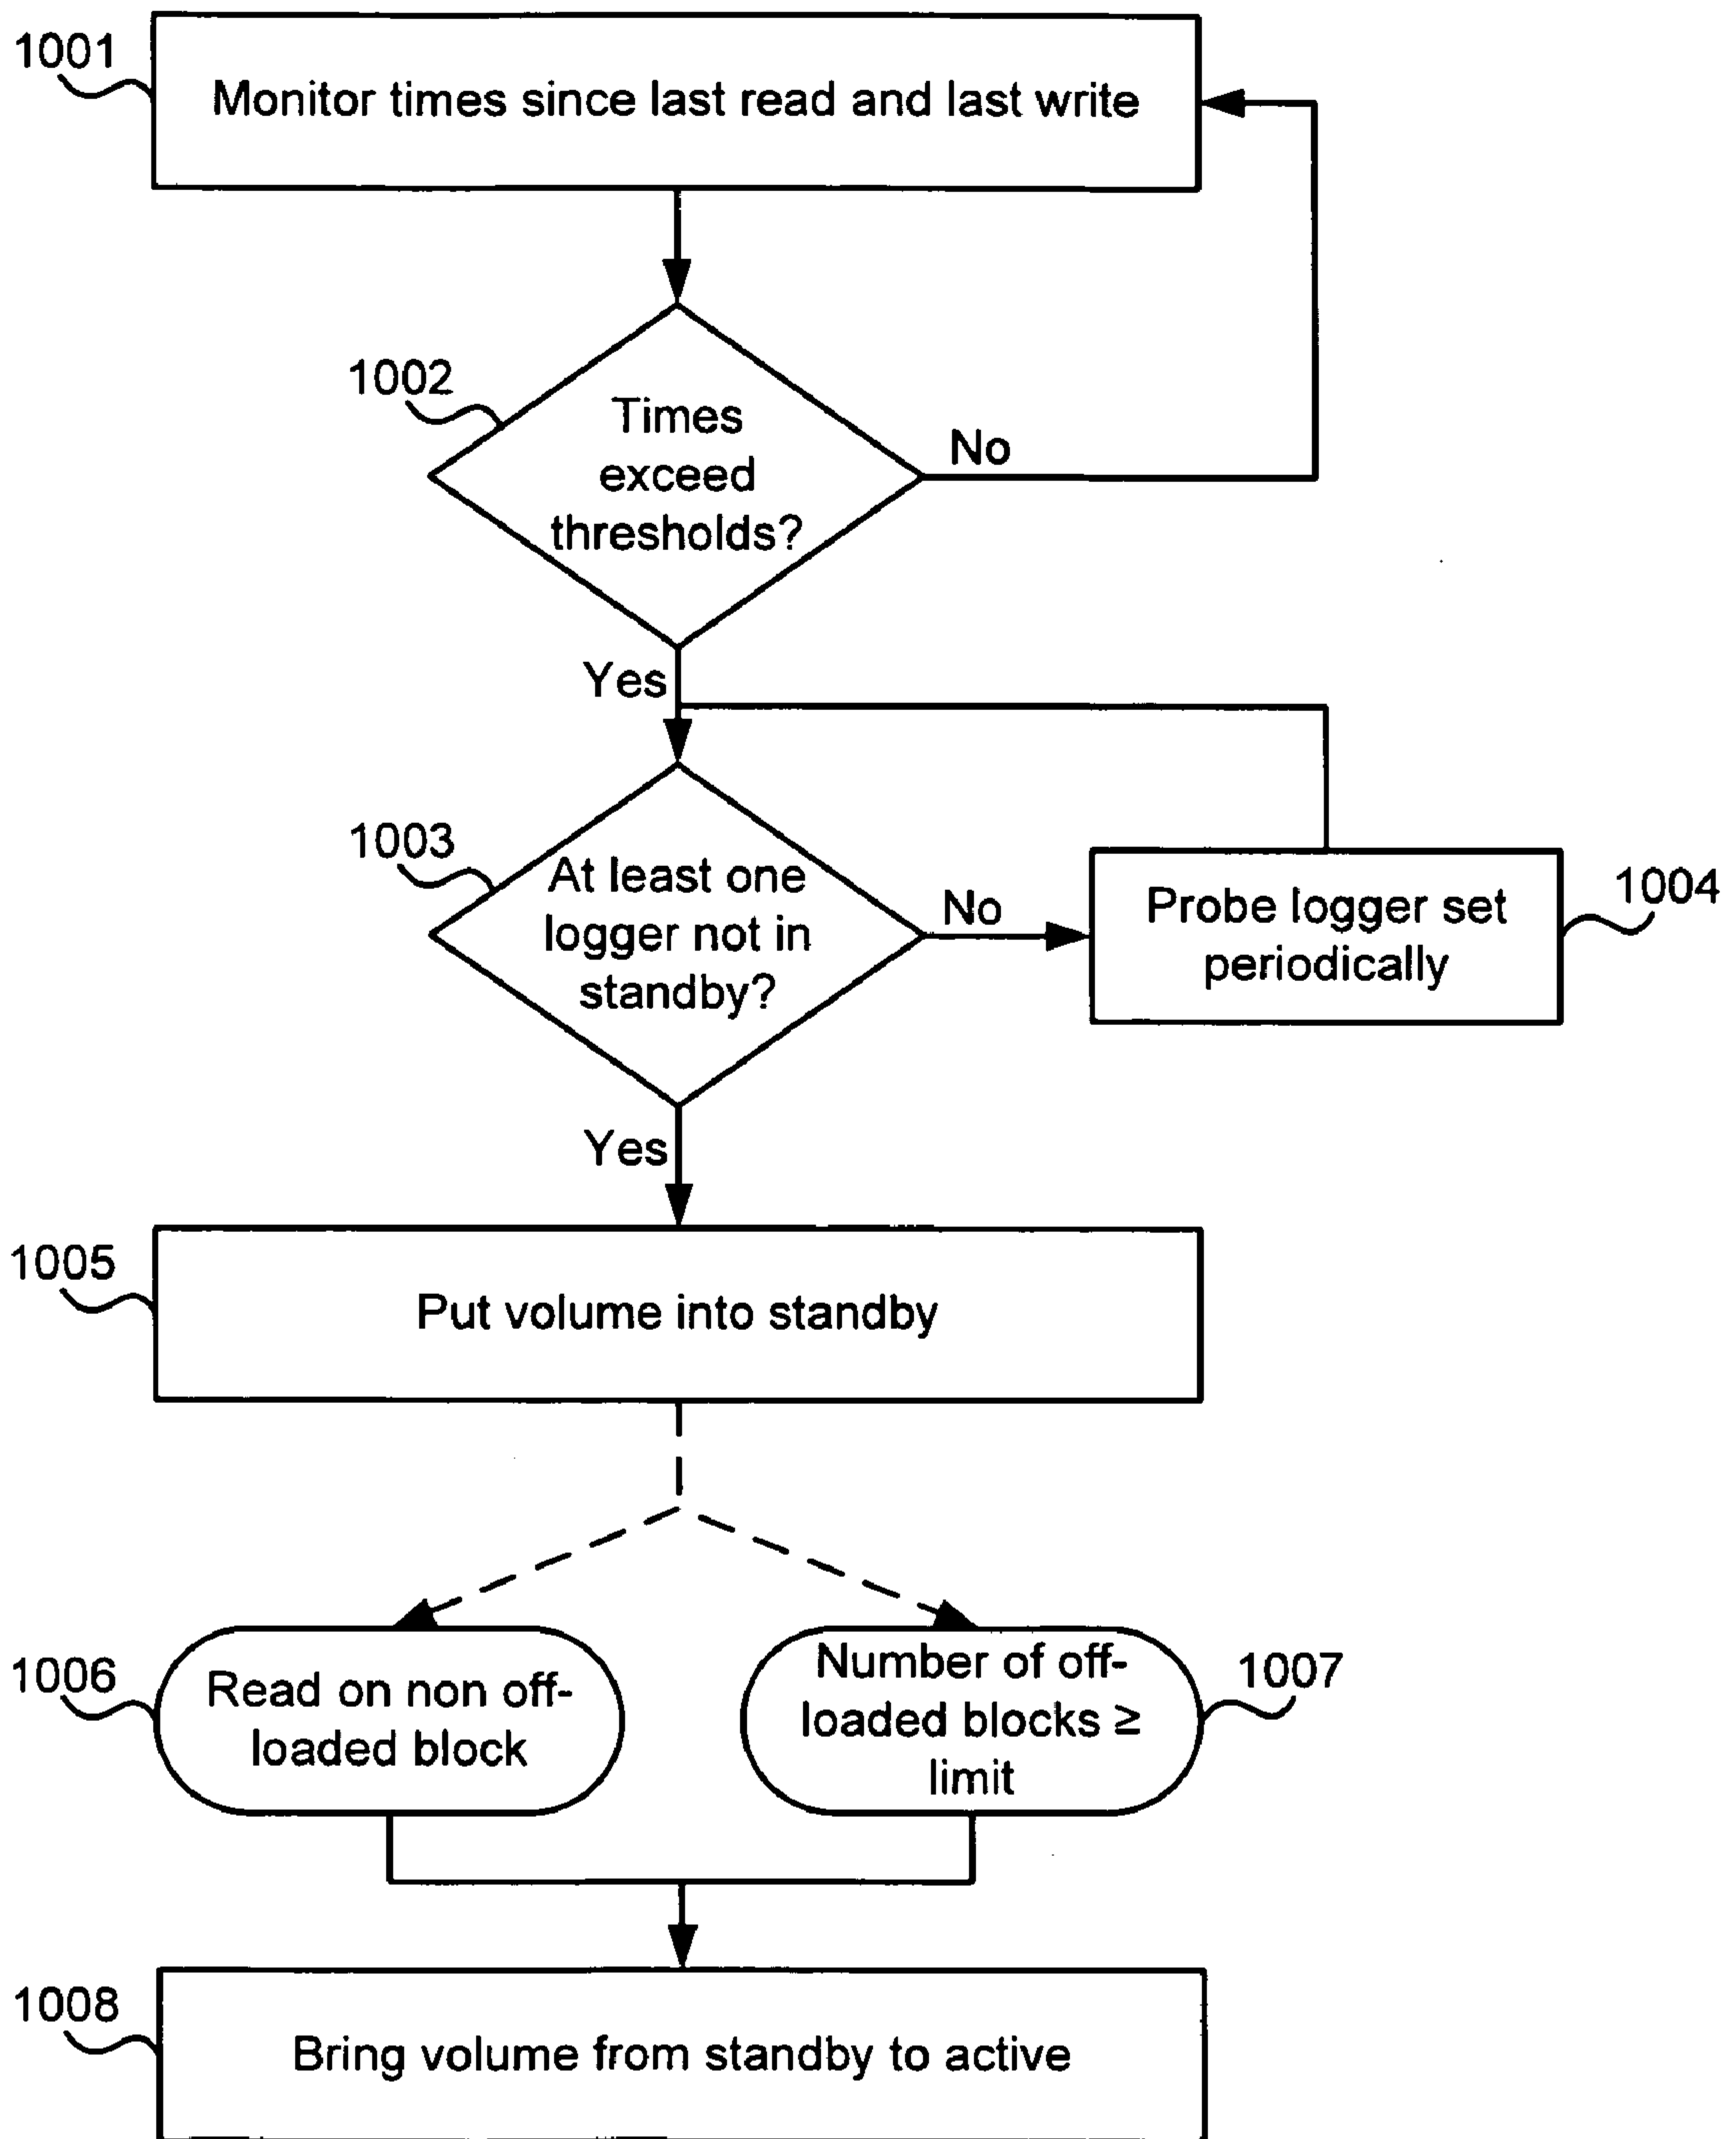 1001
Monitor times since last read and last write
1002
Times
exceed
thresholds?
No
Yes
1003
At least one
logger not in
standby?
No
Probe logger set
periodically
1004
Yes
1005
Put volume into standby
1006
Read on non off-
loaded block
Number of off-
loaded blocks ≥
limit
1007
1008
Bring volume from standby to active